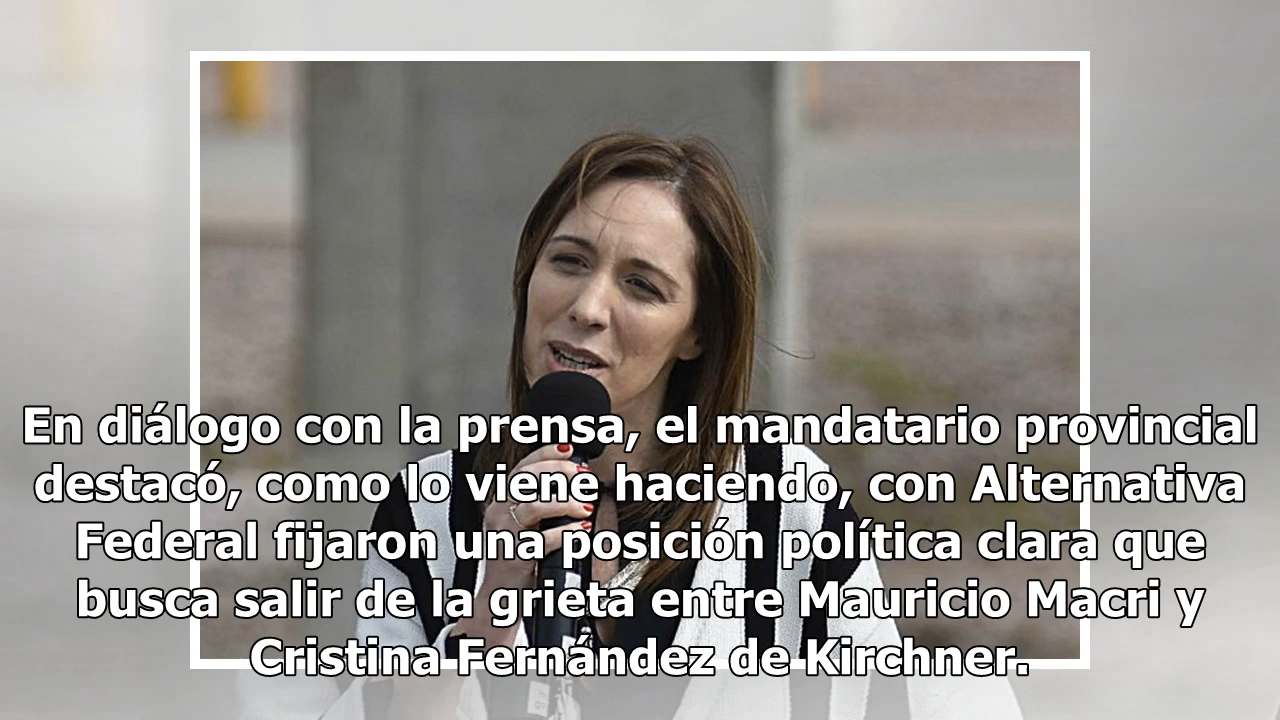 En diálogo con la prensa, el mandatario provincial
destacó, como lo viene haciendo, con Alternativa
Federal fijaron una posición política clara que
busca salir de la grieta entre Mauricio Macri y
Cristina Fernández de Kirchner.